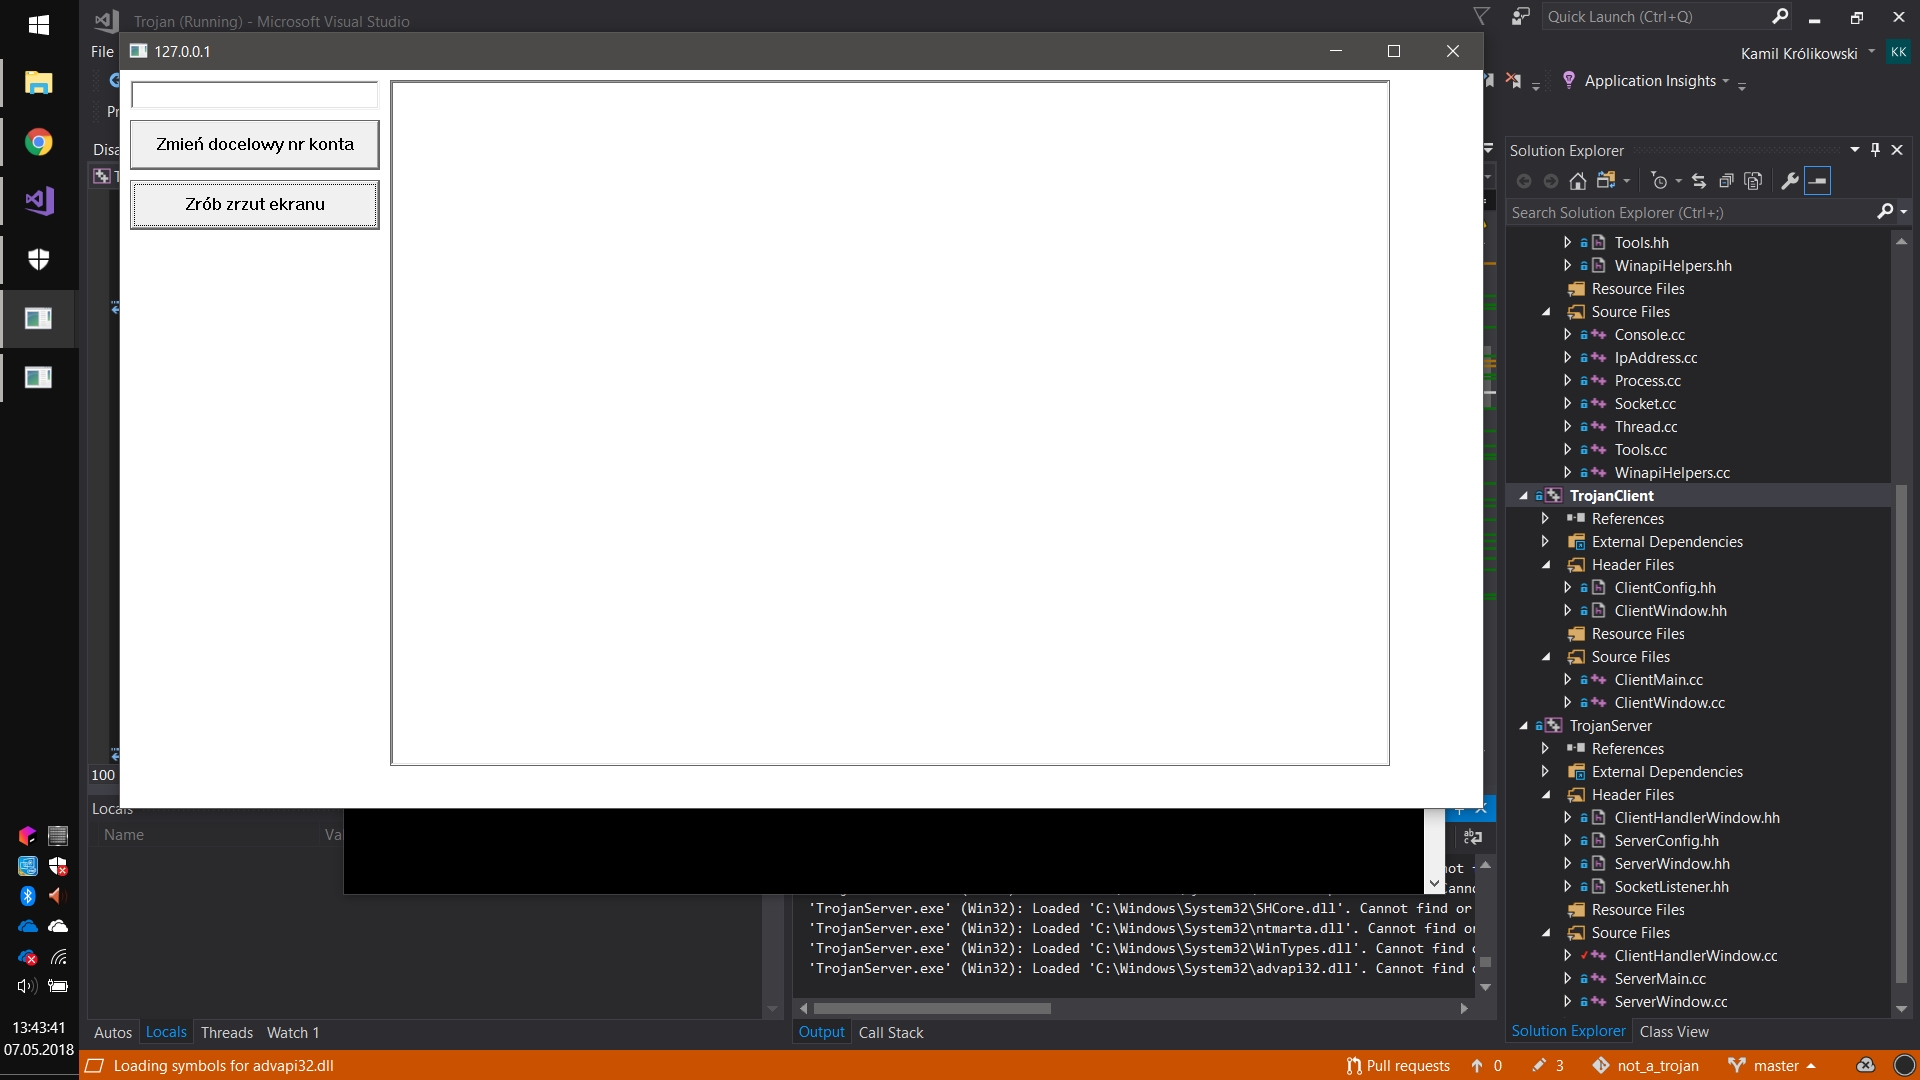 Trojan (Running) - Microsoft Visual Studio
Quick Launch (Ctrl+Q)
File
127.0.0.1
Kamil Królikowski
KK
Application Insights
Zmień docelowy nr konta
Zrób zrzut ekranu
Solution Explorer
Search Solution Explorer (Ctrl+;)
Tools.hh
WinapiHelpers.hh
Resource Files
Source Files
Console.cc
IpAddress.cc
Process.cc
Socket.cc
Thread.cc
Tools.cc
WinapiHelpers.cc
TrojanClient
References
External Dependencies
Header Files
ClientConfig.hh
ClientWindow.hh
Resource Files
Source Files
ClientMain.cc
ClientWindow.cc
TrojanServer
References
External Dependencies
Header Files
ClientHandlerWindow.hh
ServerConfig.hh
ServerWindow.hh
SocketListener.hh
Resource Files
Source Files
ClientHandlerWindow.cc
ServerMain.cc
ServerWindow.cc
Solution Explorer
Class View
100
Locals
Name
'TrojanServer.exe' (Win32): Loaded 'C:\Windows\System32\SHCore.dll'. Cannot find or
'TrojanServer.exe' (Win32): Loaded 'C:\Windows\System32\ntmarta.dll'. Cannot find
'TrojanServer.exe' (Win32): Loaded 'C:\Windows\System32\WinTypes.dll'. Cannot find
'TrojanServer.exe' (Win32): Loaded 'C:\Windows\System32\advapi32.dll'. Cannot find
Autos
Locals
Threads
Watch 1
Output
Call Stack
13:43:41
07.05.2018
Loading symbols for advapi32.dll
Pull requests
0
3
not_a_trojan
master